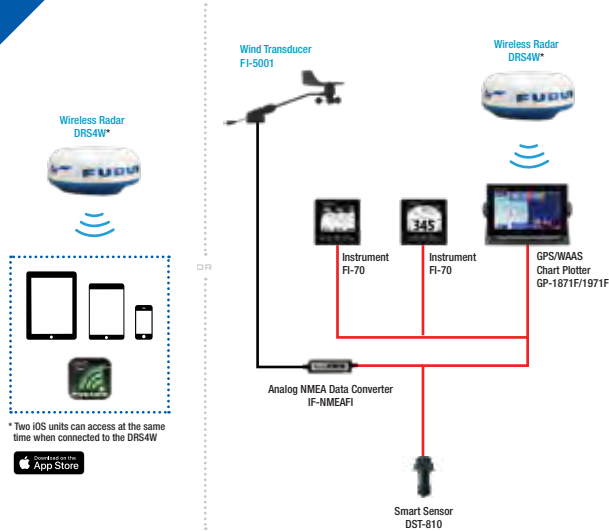 Wireless Radar
DRS4W*
FURU
* Two iOS units can access at the same
time when connected to the DRS4W
Download on the
App Store
OR
Wind Transducer
FI-5001
Wireless Radar
DRS4W*
FURU
345
Instrument
FI-70
Instrument
FI-70
GPS/WAAS
Chart Plotter
GP-1871F/1971F
Analog NMEA Data Converter
IF-NMEAFI
Smart Sensor
DST-810